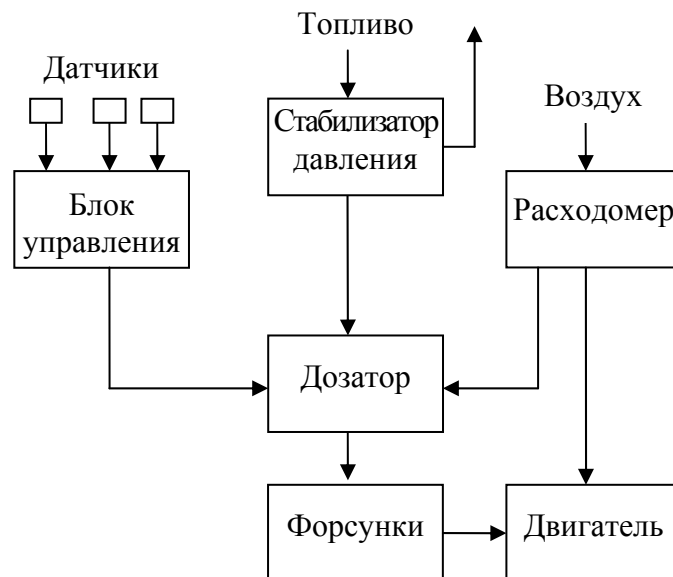 Топливо
Датчики
Воздух
Стабилизатор
давления
Блок
управления
Расходомер
Дозатор
Форсунки
Двигатель